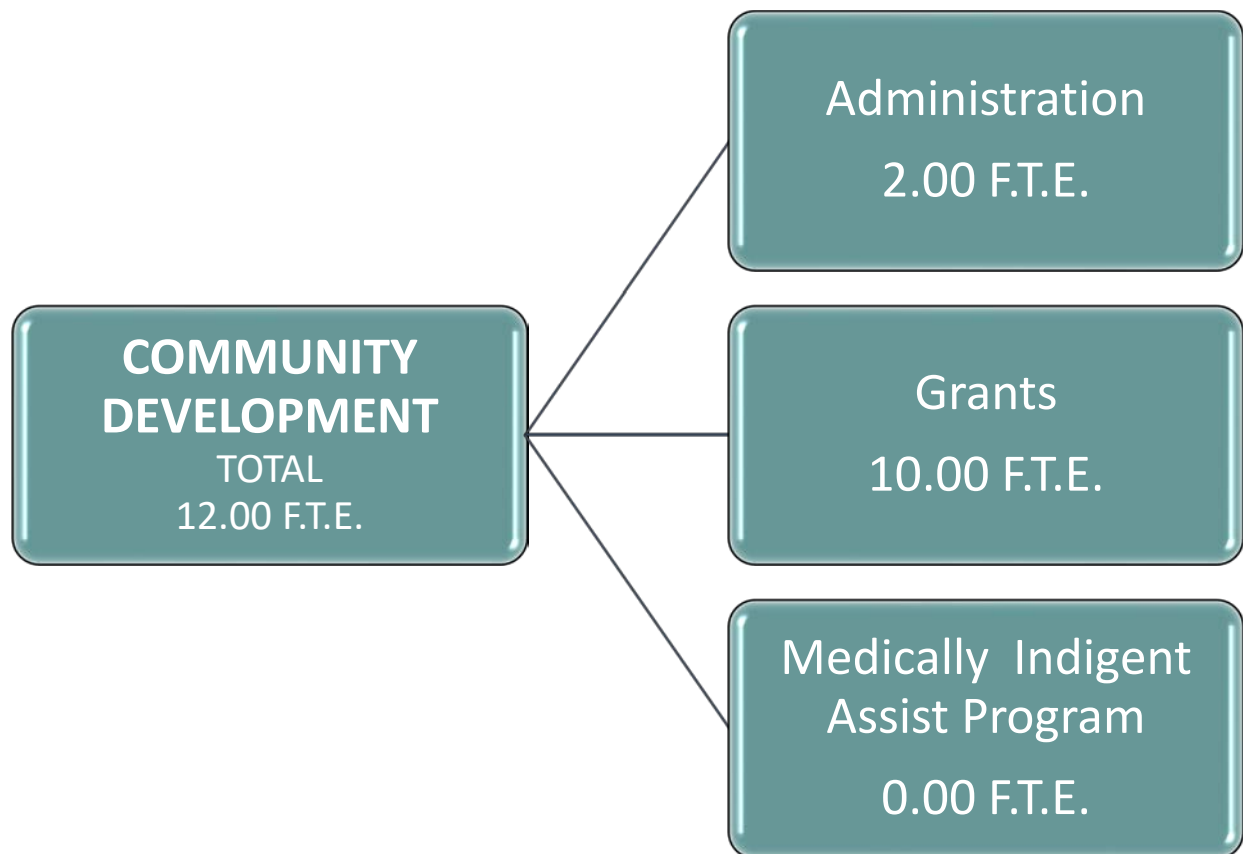 Administration
2.00 F.T.E.
COMMUNITY
DEVELOPMENT
TOTAL
12.00 F.T.E.
Grants
10.00 F.T.E.
Medically Indigent
Assist Program
0.00 F.T.E.